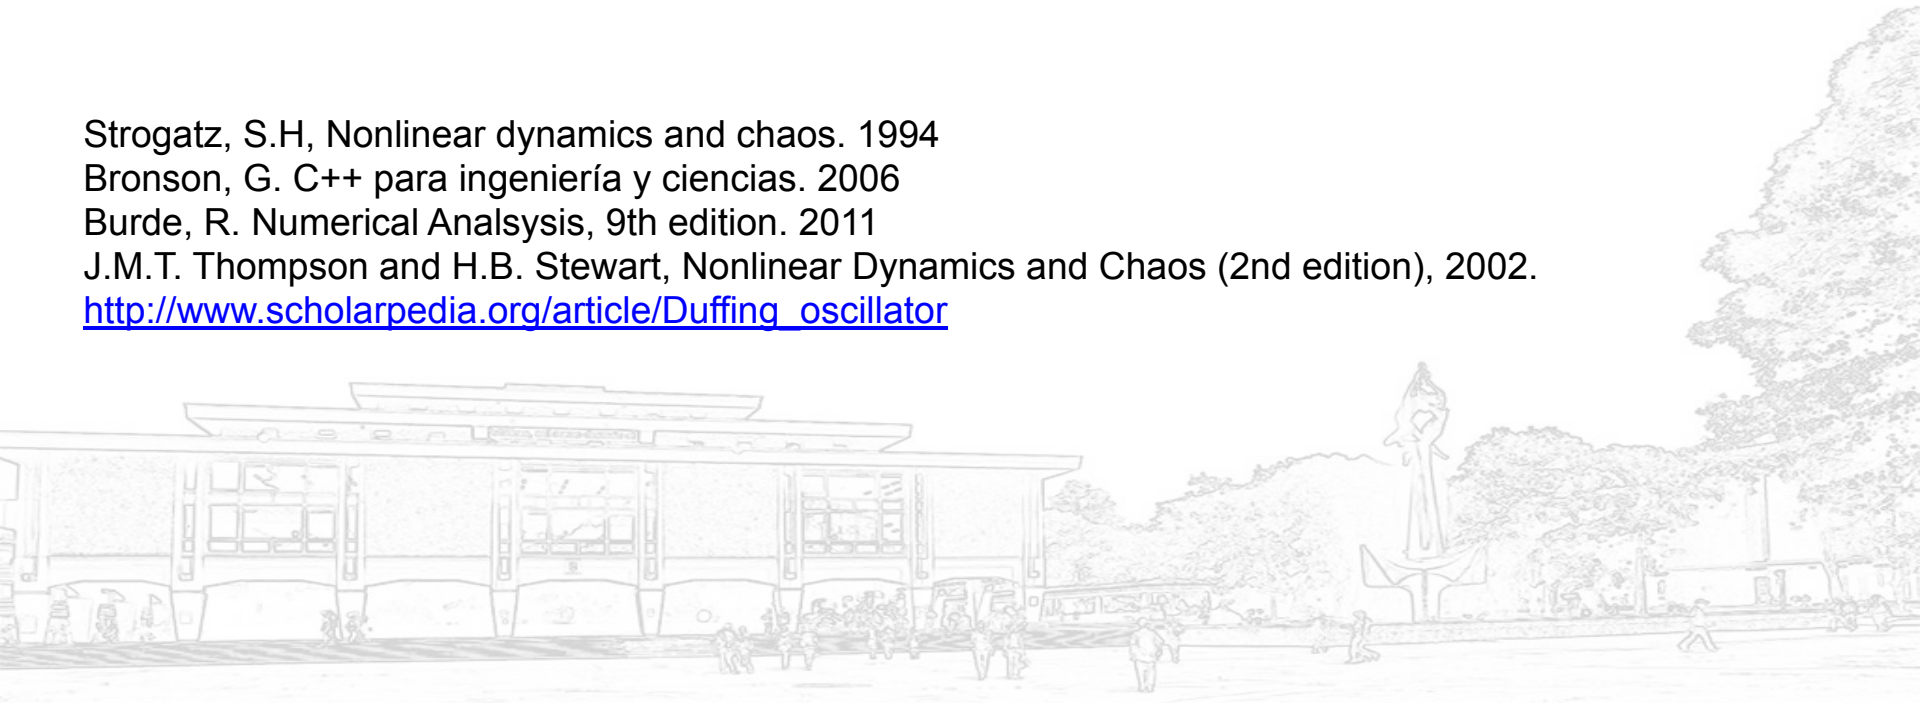 Strogatz, S.H, Nonlinear dynamics and chaos. 1994
Bronson, G. C++ para ingeniería y ciencias. 2006
Burde, R. Numerical Analsysis, 9th edition. 2011
J.M.T. Thompson and H.B. Stewart, Nonlinear Dynamics and Chaos (2nd edition), 2002.
http://www.scholarpedia.org/article/Duffing_oscillator